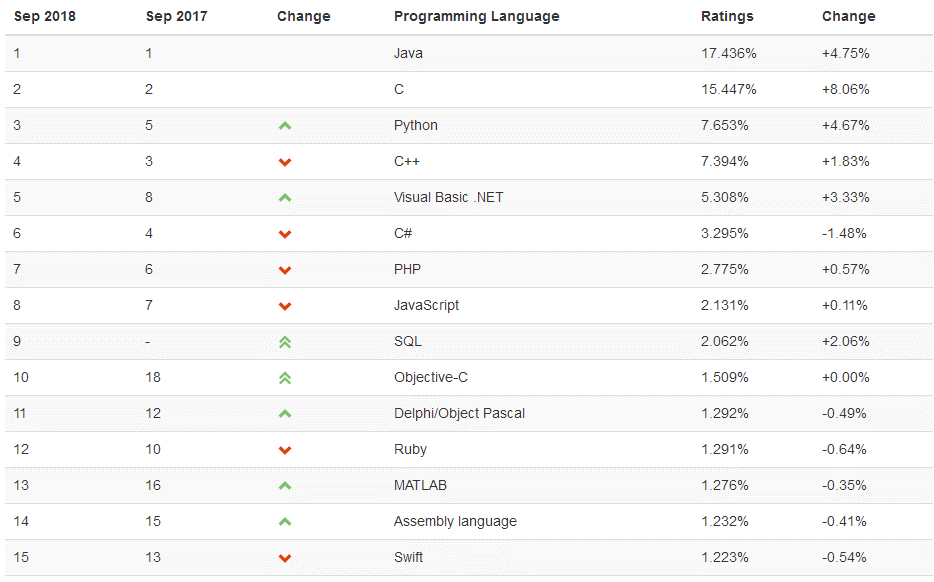 Sep 2018 Sep 2017 Change Programming Language Ratings Change
1 1 Java 17.436% +4.75%
2 2 C 15.447% +8.06%
3 5 Python 7.653% +4.67%
4 3 C++ 7.394% +1.83%
5 8 Visual Basic .NET 5.308% +3.33%
6 4 C# 3.295% -1.48%
7 6 PHP 2.775% +0.57%
8 7 JavaScript 2.131% +0.11%
9 - SQL 2.062% +2.06%
10 18 Objective-C 1.509% +0.00%
11 12 Delphi/Object Pascal 1.292% -0.49%
12 10 Ruby 1.291% -0.64%
13 16 MATLAB 1.276% -0.35%
14 15 Assembly language 1.232% -0.41%
15 13 Swift 1.223% -0.54%